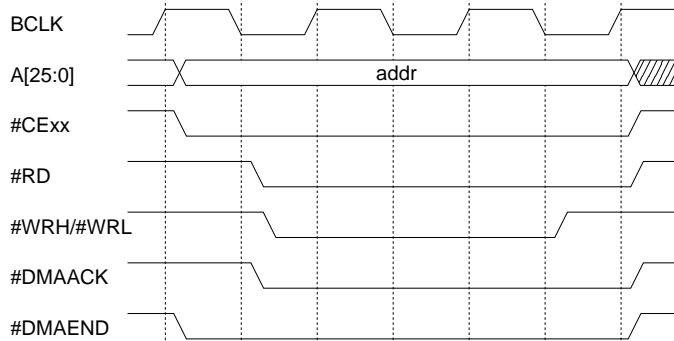 BCLK
A[25:0] addr
#CExx
#RD
#WRH/#WRL
#DMAACK
#DMAEND